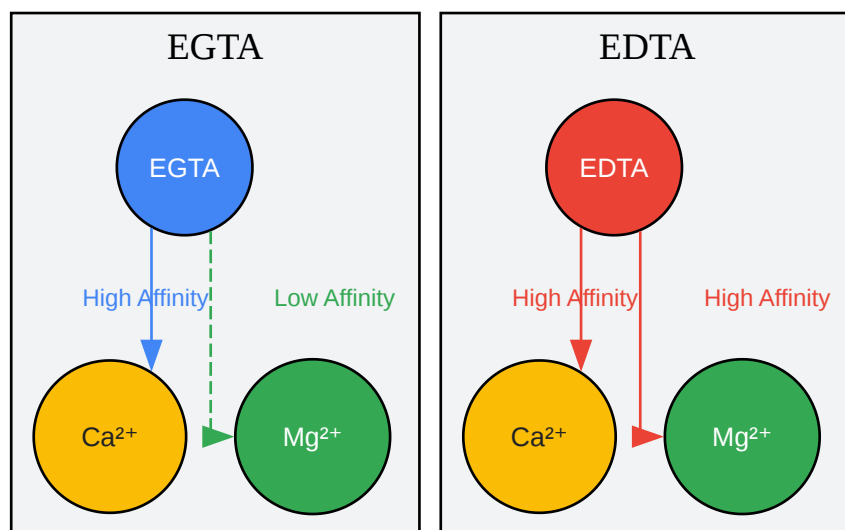 EGTA
EGTA
High Affinity
Low Affinity
Ca²⁺
Mg²⁺
EDTA
EDTA
High Affinity
High Affinity
Ca²⁺
Mg²⁺